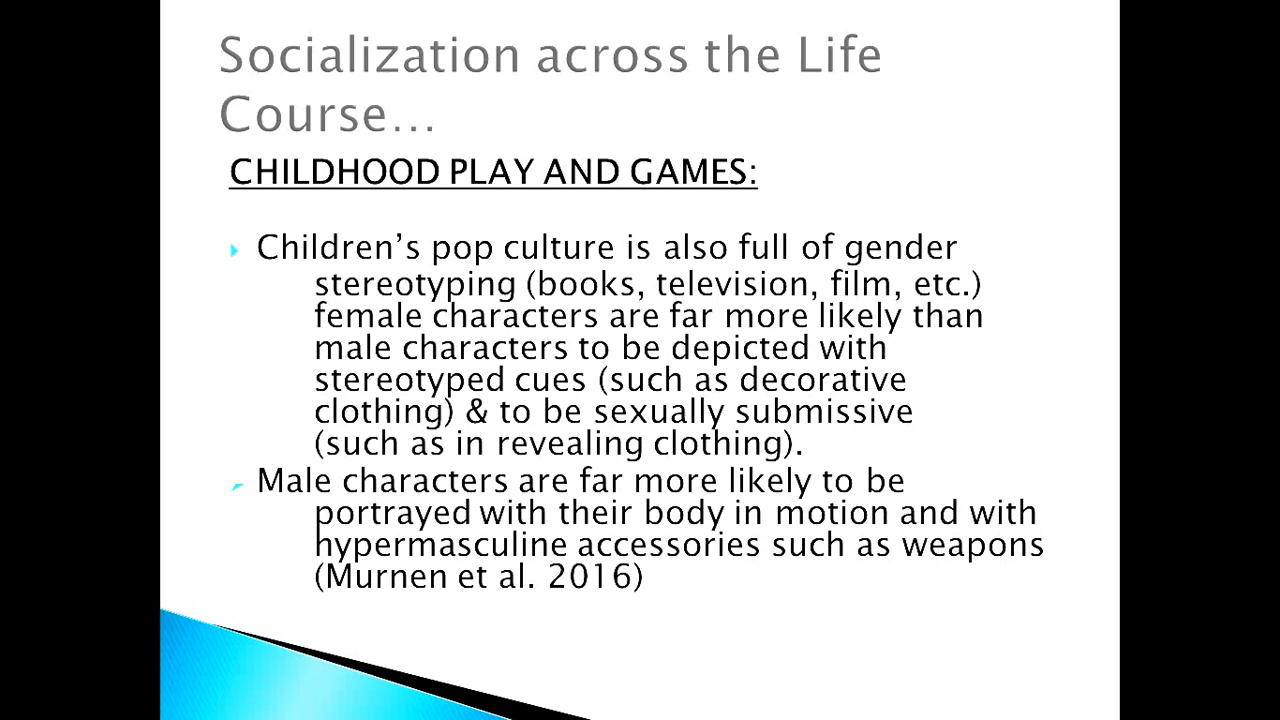 Socialization across the Life
Course…
CHILDHOOD PLAY AND GAMES:
Children’s pop culture is also full of gender
stereotyping (books, television, film, etc.)
female characters are far more likely than
male characters to be depicted with
stereotyped cues (such as decorative
clothing) & to be sexually submissive
(such as in revealing clothing).
Male characters are far more likely to be
portrayed with their body in motion and with
hypermasculine accessories such as weapons
(Murnen et al. 2016)